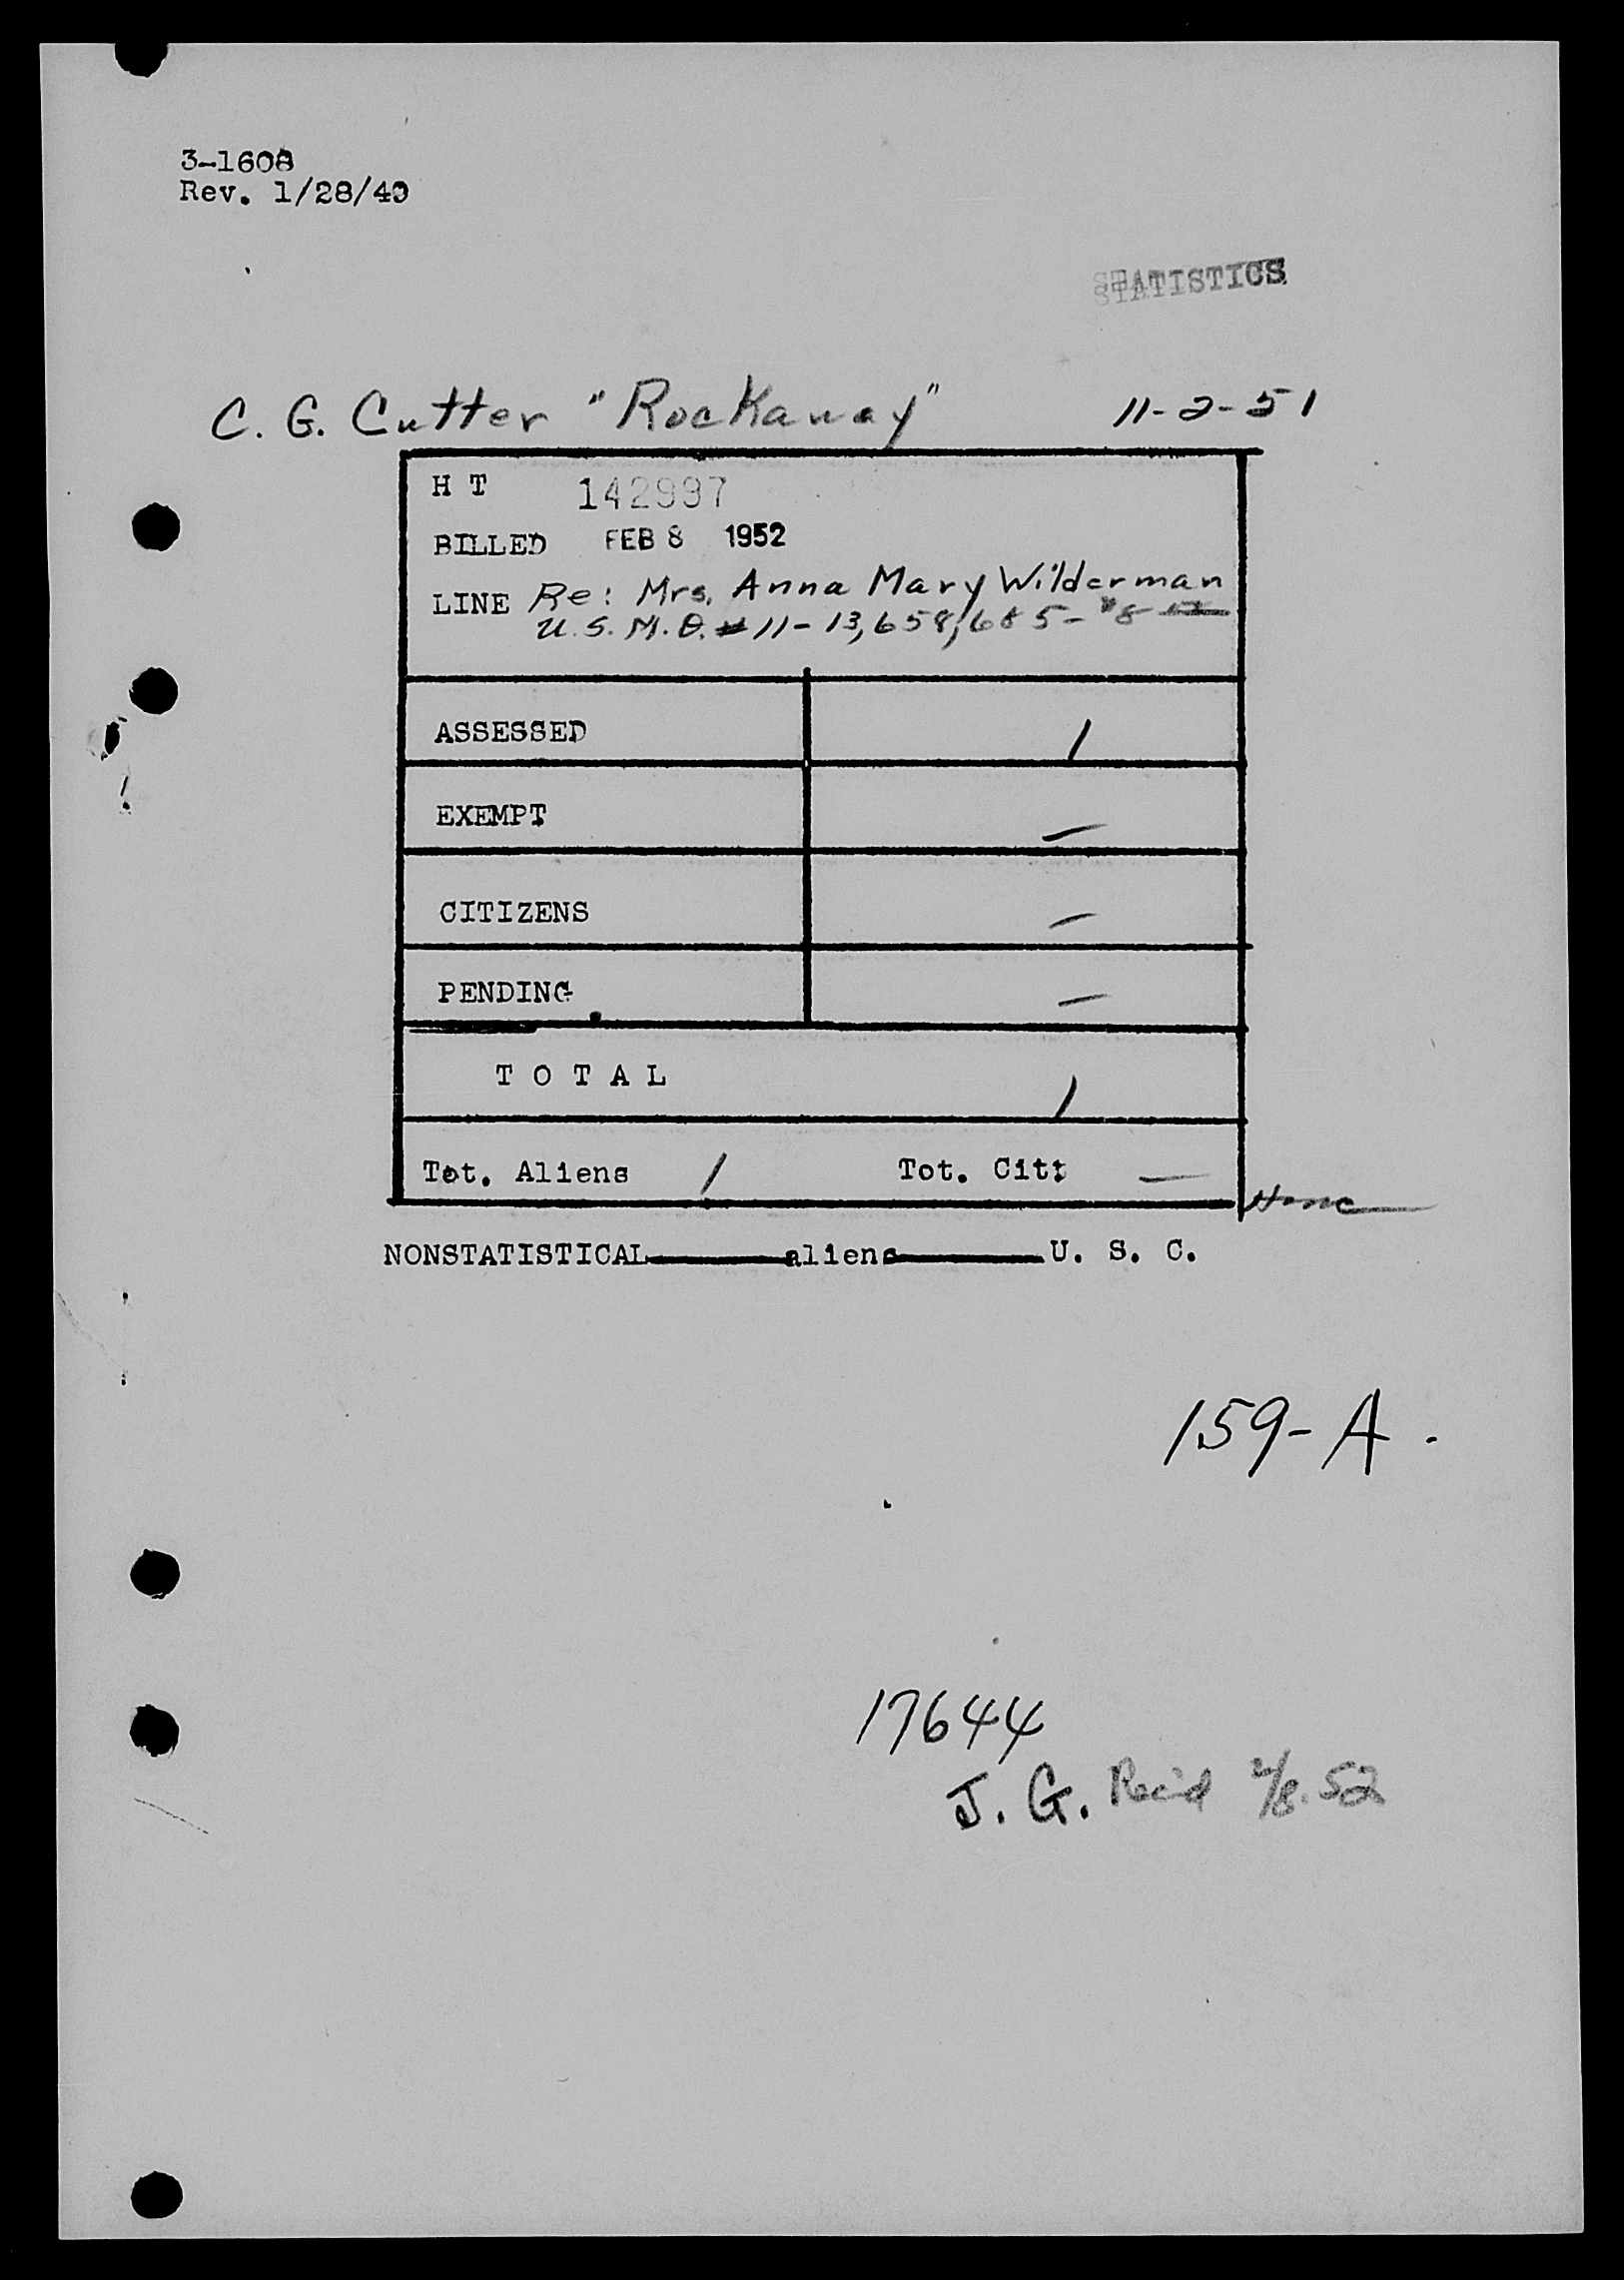 3-1608
Rev. 1/28/49
STATISTICS
C. G. Cutter "Rockaway" 11-2-51
H T 142997
BILLED FEB 8 1952
LINE Re: Mrs. Anna Mary Wilderman
U. S. M. O. # 11-13,658,685- $8
ASSESSED 1
EXEMPT —
CITIZENS —
PENDING —
T O T A L 1
Tot. Aliens 1 Tot. Cit: —
None
NONSTATISTICAL aliens U. S. C.
159-A.
17644
J. G. Rec'd 2/8.52